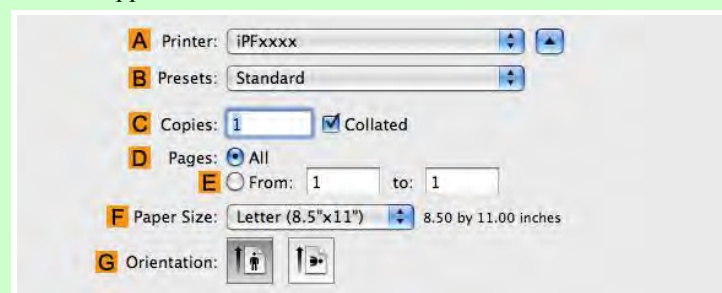 A Printer: iPFxxxx
B Presets: Standard
C Copies: 1 Collated
D Pages: All
E From: 1 to: 1
F Paper Size: Letter (8.5"x11") 8.50 by 11.00 inches
G Orientation: